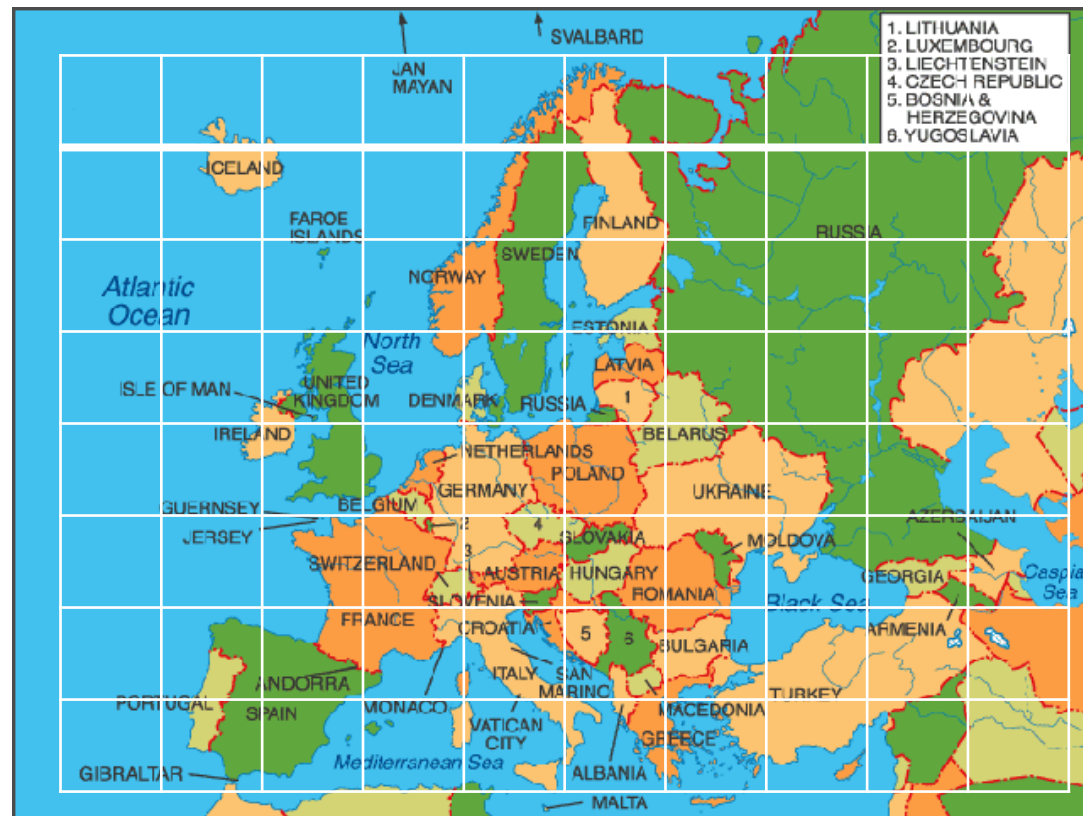 SVALBARD
JAN
MAYAN
1. LITHUANIA
2. LUXEMBOURG
3. LIECHTENSTEIN
4. CZECH REPUBLIC
5. BOSNIA &
HERZEGOVINA
6. YUGOSLAVIA
ICELAND
FAROE
ISLANDS
FINLAND
RUSSIA
SWEDEN
NORWAY
Atlantic
Ocean
ESTONIA
North
Sea
LATVIA
ISLE OF MAN
UNITED
KINGDOM
DENMARK
RUSSIA
1
IRELAND
BELARUS
NETHERLANDS
POLAND
GERMANY
UKRAINE
BELGIUM
GUERNSEY
JERSEY
2
4
SLOVAKIA
MOLDOVA
AZERBAIJAN
3
SWITZERLAND
AUSTRIA
HUNGARY
GEORGIA
Caspia
Sea
ROMANIA
SLOVENIA
Black Sea
FRANCE
CROATIA
5
6
BULGARIA
ARMENIA
ITALY
SAN
MARINO
ANDORRA
TURKEY
PORTUGAL
SPAIN
MONACO
MACEDONIA
VATICAN
CITY
GREECE
Mediterranean Sea
GIBRALTAR
ALBANIA
MALTA